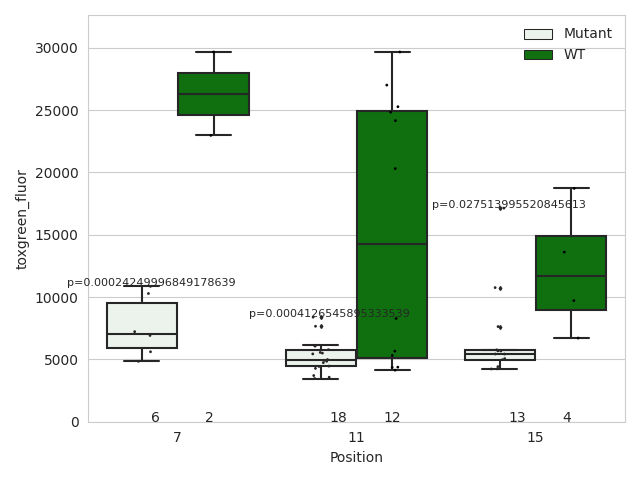 Mutant
WT
30000
25000
20000
15000
10000
5000
0
toxgreen_fluor
p=0.00024249996849178639
p=0.0004126545895333539
p=0.027513995520845613
6 2 18 12 13 4
7 11 15
Position